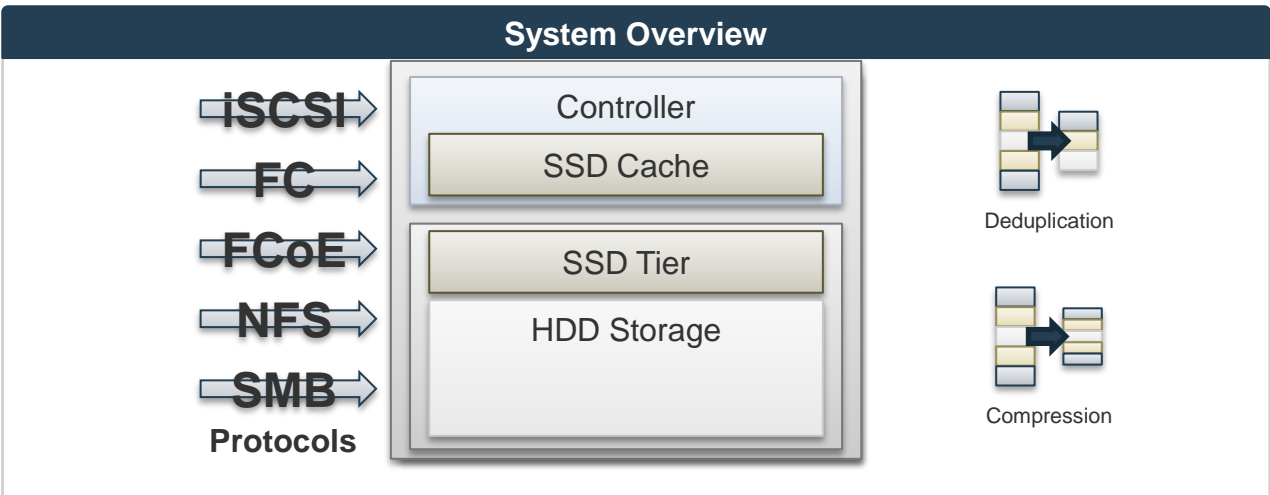 System Overview
iSCSI
FC
FCoE
NFS
SMB
Protocols
Controller
SSD Cache
SSD Tier
HDD Storage
Deduplication
Compression